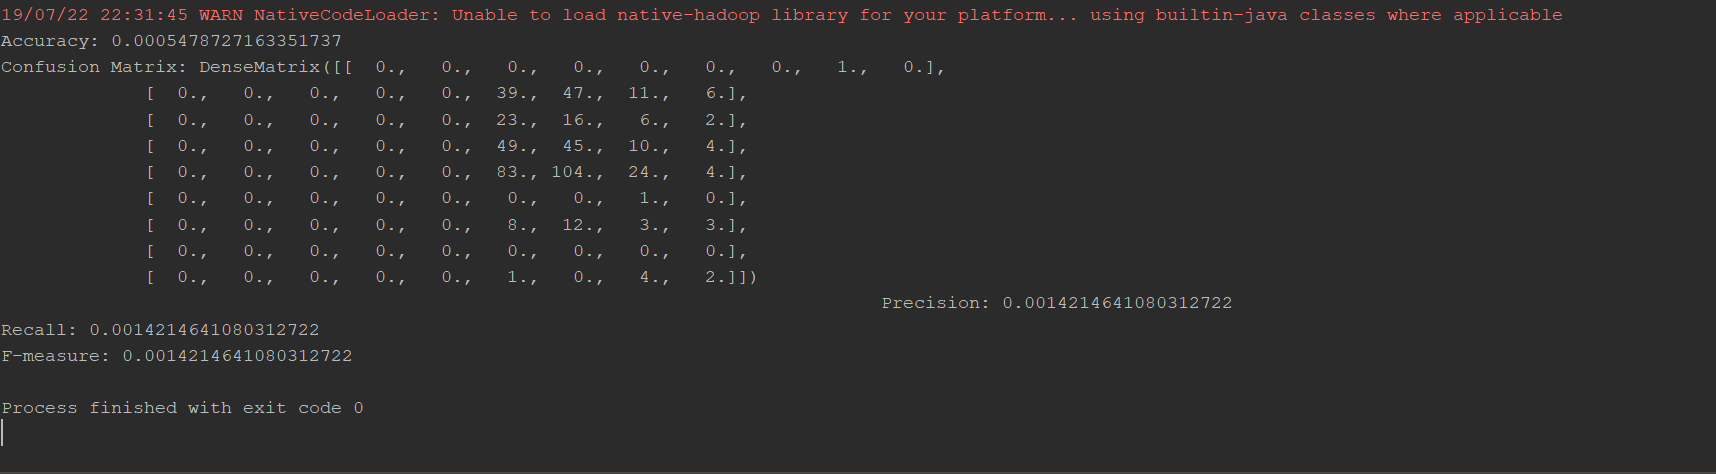 19/07/22 22:31:45 WARN NativeCodeLoader: Unable to load native-hadoop library for your platform... using builtin-java classes where applicable
Accuracy: 0.0005478727163351737
Confusion Matrix: DenseMatrix([[  0.,   0.,   0.,   0.,   0.,   0.,   0.,   1.,   0.],
[  0.,   0.,   0.,   0.,   0.,  39.,  47.,  11.,   6.],
[  0.,   0.,   0.,   0.,   0.,  23.,  16.,   6.,   2.],
[  0.,   0.,   0.,   0.,   0.,  49.,  45.,  10.,   4.],
[  0.,   0.,   0.,   0.,   0.,  83., 104.,  24.,   4.],
[  0.,   0.,   0.,   0.,   0.,   0.,   0.,   1.,   0.],
[  0.,   0.,   0.,   0.,   0.,   8.,  12.,   3.,   3.],
[  0.,   0.,   0.,   0.,   0.,   0.,   0.,   0.,   0.],
[  0.,   0.,   0.,   0.,   0.,   1.,   0.,   4.,   2.]])
Precision: 0.0014214641080312722
Recall: 0.0014214641080312722
F-measure: 0.0014214641080312722
Process finished with exit code 0